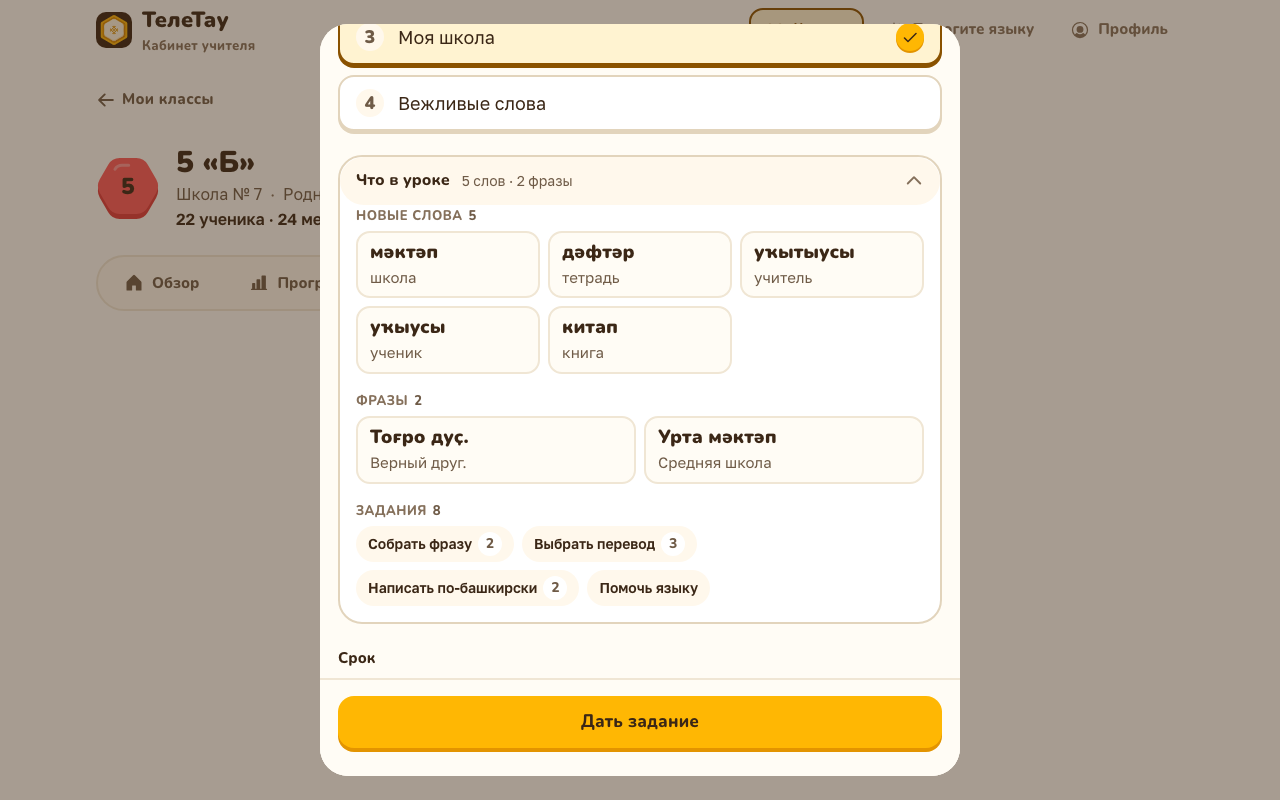 ТелеТау
Кабинет учителя
гите языку
Профиль
Мои классы
5
5 «Б»
Школа № 7 · Родн
22 ученика · 24 ме
Обзор
Прогр
3 Моя школа
4 Вежливые слова
Что в уроке 5 слов · 2 фразы
НОВЫЕ СЛОВА 5
мәктәп
школа
дәфтәр
тетрадь
уҡытыусы
учитель
уҡыусы
ученик
китап
книга
ФРАЗЫ 2
Тоғро дуҫ.
Верный друг.
Урта мәктәп
Средняя школа
ЗАДАНИЯ 8
Собрать фразу 2
Выбрать перевод 3
Написать по-башкирски 2
Помочь языку
Срок
Дать задание